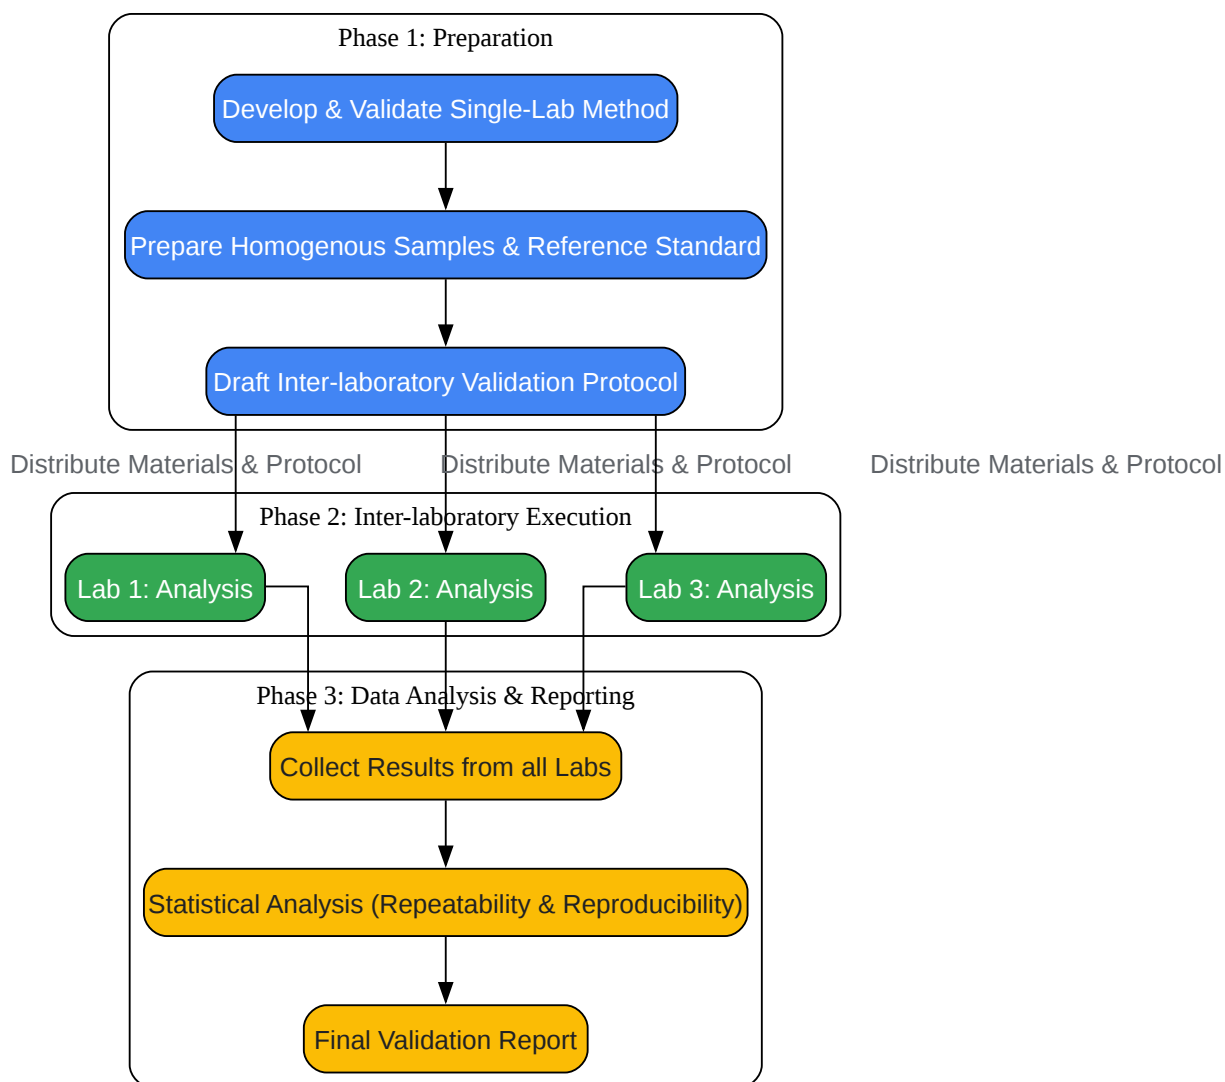 Phase 1: Preparation
Develop & Validate Single-Lab Method
Prepare Homogenous Samples & Reference Standard
Draft Inter-laboratory Validation Protocol
Distribute Materials & Protocol
Distribute Materials & Protocol
Distribute Materials & Protocol
Phase 2: Inter-laboratory Execution
Lab 1: Analysis
Lab 2: Analysis
Lab 3: Analysis
Phase 3: Data Analysis & Reporting
Collect Results from all Labs
Statistical Analysis (Repeatability & Reproducibility)
Final Validation Report